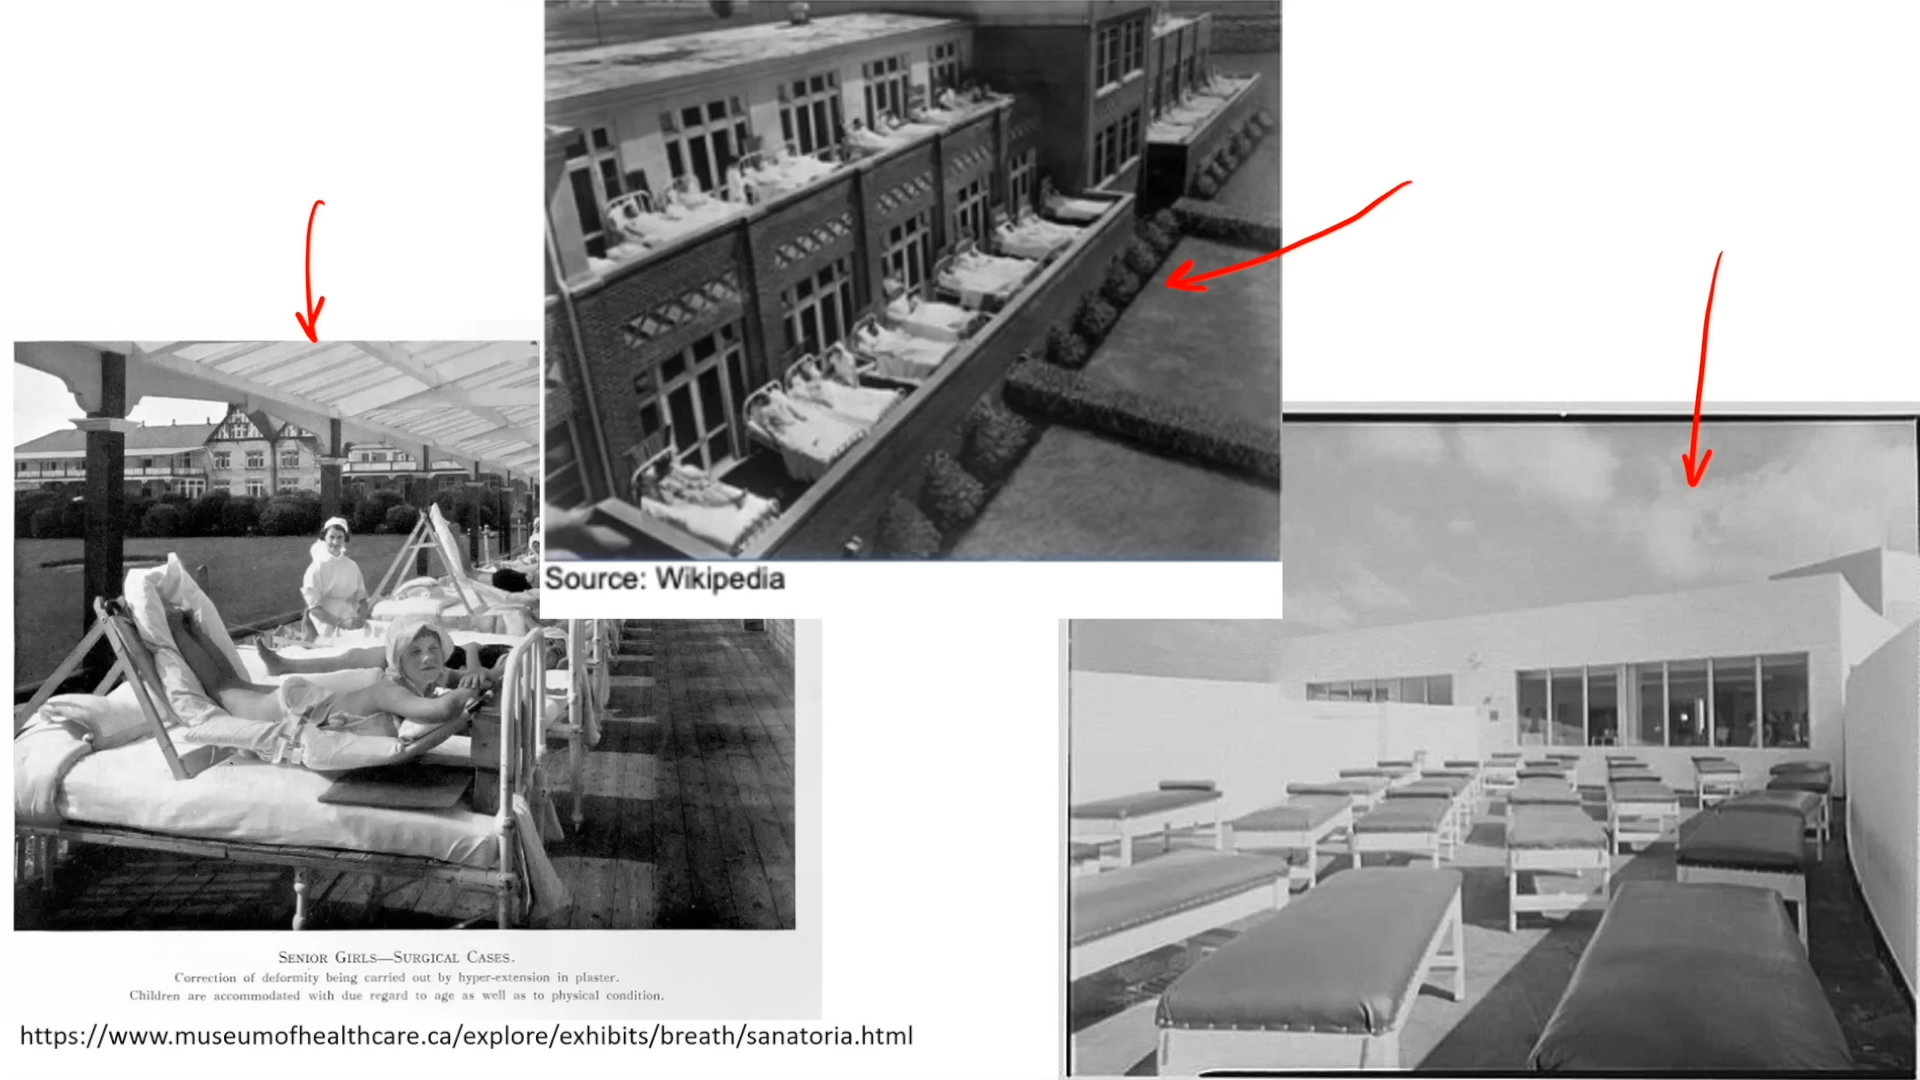 Source: Wikipedia
SENIOR GIRLS—SURGICAL CASES.
Correction of deformity being carried out by hyper-extension in plaster.
Children are accommodated with due regard to age as well as to physical condition.
https://www.museumofhealthcare.ca/explore/exhibits/breath/sanatoria.html